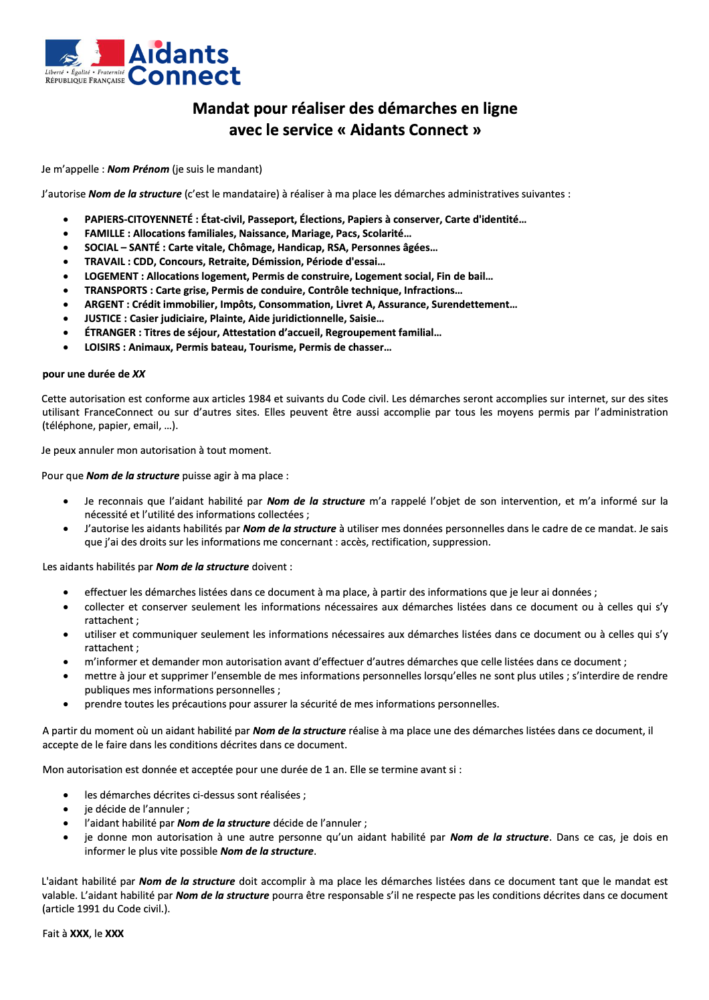 Liberté • Égalité • Fraternité
RÉPUBLIQUE FRANÇAISE
Aidants
Connect
Mandat pour réaliser des démarches en ligne
avec le service « Aidants Connect »
Je m’appelle : Nom Prénom (je suis le mandant)
J’autorise Nom de la structure (c’est le mandataire) à réaliser à ma place les démarches administratives suivantes :
• PAPIERS-CITOYENNETÉ : État-civil, Passeport, Élections, Papiers à conserver, Carte d'identité…
• FAMILLE : Allocations familiales, Naissance, Mariage, Pacs, Scolarité…
• SOCIAL – SANTÉ : Carte vitale, Chômage, Handicap, RSA, Personnes âgées…
• TRAVAIL : CDD, Concours, Retraite, Démission, Période d'essai…
• LOGEMENT : Allocations logement, Permis de construire, Logement social, Fin de bail…
• TRANSPORTS : Carte grise, Permis de conduire, Contrôle technique, Infractions…
• ARGENT : Crédit immobilier, Impôts, Consommation, Livret A, Assurance, Surendettement…
• JUSTICE : Casier judiciaire, Plainte, Aide juridictionnelle, Saisie…
• ÉTRANGER : Titres de séjour, Attestation d’accueil, Regroupement familial…
• LOISIRS : Animaux, Permis bateau, Tourisme, Permis de chasser…
pour une durée de XX
Cette autorisation est conforme aux articles 1984 et suivants du Code civil. Les démarches seront accomplies sur internet, sur des sites
utilisant FranceConnect ou sur d’autres sites. Elles peuvent être aussi accomplie par tous les moyens permis par l’administration
(téléphone, papier, email, …).
Je peux annuler mon autorisation à tout moment.
Pour que Nom de la structure puisse agir à ma place :
• Je reconnais que l’aidant habilité par Nom de la structure m’a rappelé l’objet de son intervention, et m’a informé sur la
nécessité et l’utilité des informations collectées ;
• J’autorise les aidants habilités par Nom de la structure à utiliser mes données personnelles dans le cadre de ce mandat. Je sais
que j’ai des droits sur les informations me concernant : accès, rectification, suppression.
Les aidants habilités par Nom de la structure doivent :
• effectuer les démarches listées dans ce document à ma place, à partir des informations que je leur ai données ;
• collecter et conserver seulement les informations nécessaires aux démarches listées dans ce document ou à celles qui s’y
rattachent ;
• utiliser et communiquer seulement les informations nécessaires aux démarches listées dans ce document ou à celles qui s’y
rattachent ;
• m’informer et demander mon autorisation avant d’effectuer d’autres démarches que celle listées dans ce document ;
• mettre à jour et supprimer l’ensemble de mes informations personnelles lorsqu’elles ne sont plus utiles ; s’interdire de rendre
publiques mes informations personnelles ;
• prendre toutes les précautions pour assurer la sécurité de mes informations personnelles.
A partir du moment où un aidant habilité par Nom de la structure réalise à ma place une des démarches listées dans ce document, il
accepte de le faire dans les conditions décrites dans ce document.
Mon autorisation est donnée et acceptée pour une durée de 1 an. Elle se termine avant si :
• les démarches décrites ci-dessus sont réalisées ;
• je décide de l’annuler ;
• l’aidant habilité par Nom de la structure décide de l’annuler ;
• je donne mon autorisation à une autre personne qu’un aidant habilité par Nom de la structure. Dans ce cas, je dois en
informer le plus vite possible Nom de la structure.
L'aidant habilité par Nom de la structure doit accomplir à ma place les démarches listées dans ce document tant que le mandat est
valable. L’aidant habilité par Nom de la structure pourra être responsable s’il ne respecte pas les conditions décrites dans ce document
(article 1991 du Code civil.).
Fait à XXX, le XXX